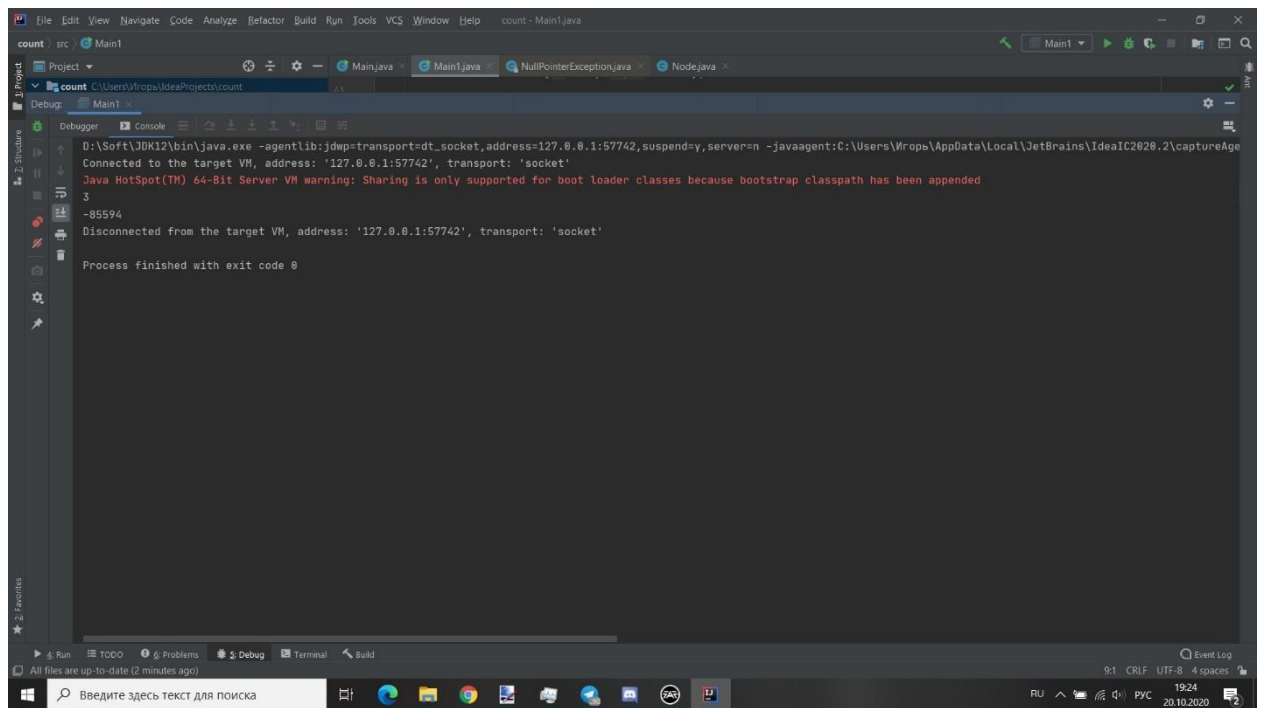 File Edit View Navigate Code Analyze Refactor Build Run Tools VCS Window Help count - Main1.java
count src Main1 Main1
Project Main.java Main1.java NullPointerException.java Node.java
count C:\Users\Игорь\IdeaProjects\count
Debug: Main1
Debugger Console
D:\Soft\JDK12\bin\java.exe -agentlib:jdwp=transport=dt_socket,address=127.0.0.1:57742,suspend=y,server=n -javaagent:C:\Users\Игорь\AppData\Local\JetBrains\IdeaIC2020.2\captureAge
Connected to the target VM, address: '127.0.0.1:57742', transport: 'socket'
Java HotSpot(TM) 64-Bit Server VM warning: Sharing is only supported for boot loader classes because bootstrap classpath has been appended
3
-85594
Disconnected from the target VM, address: '127.0.0.1:57742', transport: 'socket'
Process finished with exit code 0
1: Project
7: Structure
2: Favorites
Ant
4: Run TODO 6: Problems 5: Debug Terminal Build Event Log
All files are up-to-date (2 minutes ago) 9:1 CRLF UTF-8 4 spaces
Введите здесь текст для поиска RU РУС 19:24
20.10.2020